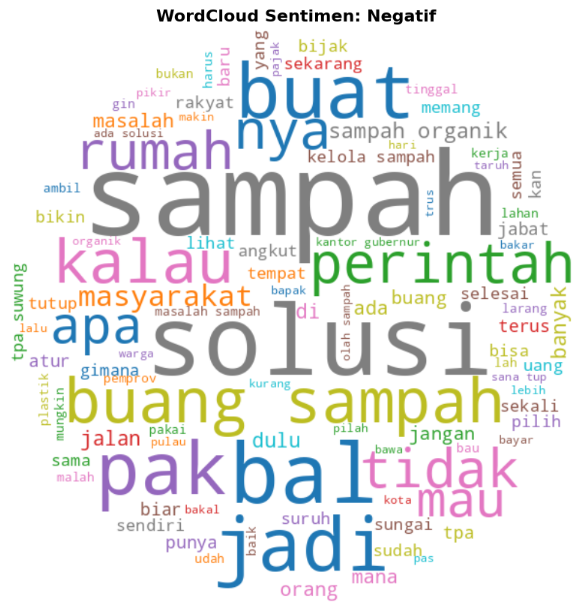 WordCloud Sentimen: Negatif
yang
pajak
bijak
sekarang
baru
harus
bukan
pikir
gin
rakyat
makin
masalah
ada solusi
buat
nya
tinggal
memang
sampah organik
hari
kerja
taruh
semua
kan
rumah
kelola sampah
sampah
ambil
trus
lahan
jabat
bikin
organik
lihat
angkut
kantor gubernur
bakar
kalau
perintah
tempat
bapak
tpa suwung
tutup
masyarakat
di
ada
buang
selesai
larang
banyak
masalah sampah
olah sampah
lalu
apa
solusi
terus
bisa
atur
warga
gimana
lah
uang
sana tup
pemprov
kurang
lebih
plastik
mungkin
buang sampah
sekali
pilih
jalan
pakai
pulau
dulu
pilah
jangan
bayar
sama
malah
pak
bal
bawa
bau
tidak
mau
biar
bakal
kota
sendiri
suruh
sungai
tpa
punya
jadi
baik
sudah
udah
pas
orang
mana